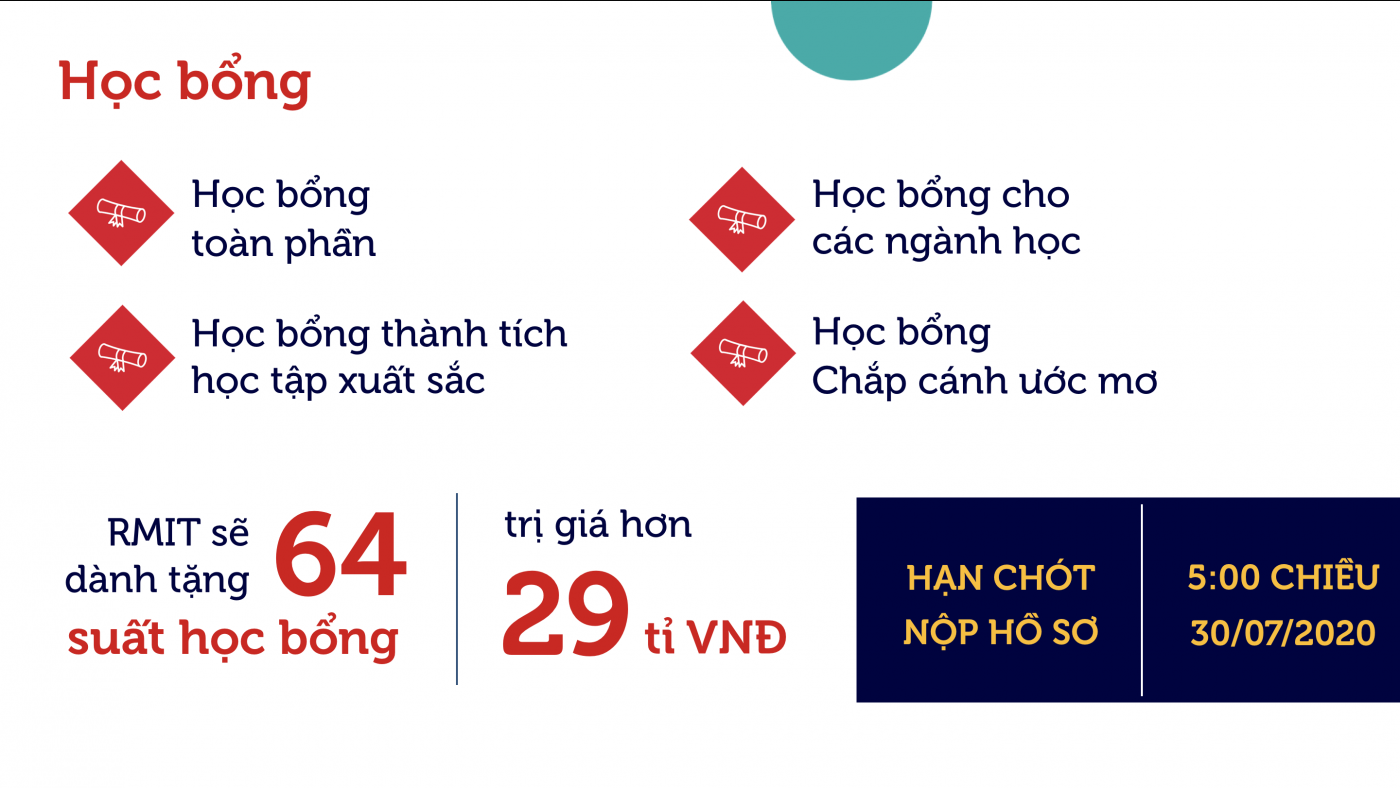 Học bổng
Học bổng
toàn phần
Học bổng cho
các ngành học
Học bổng thành tích
học tập xuất sắc
Học bổng
Chắp cánh ước mơ
RMIT sẽ
dành tặng
64
suất học bổng
trị giá hơn
29 tỉ VNĐ
HẠN CHÓT
NỘP HỒ SƠ
5:00 CHIỀU
30/07/2020